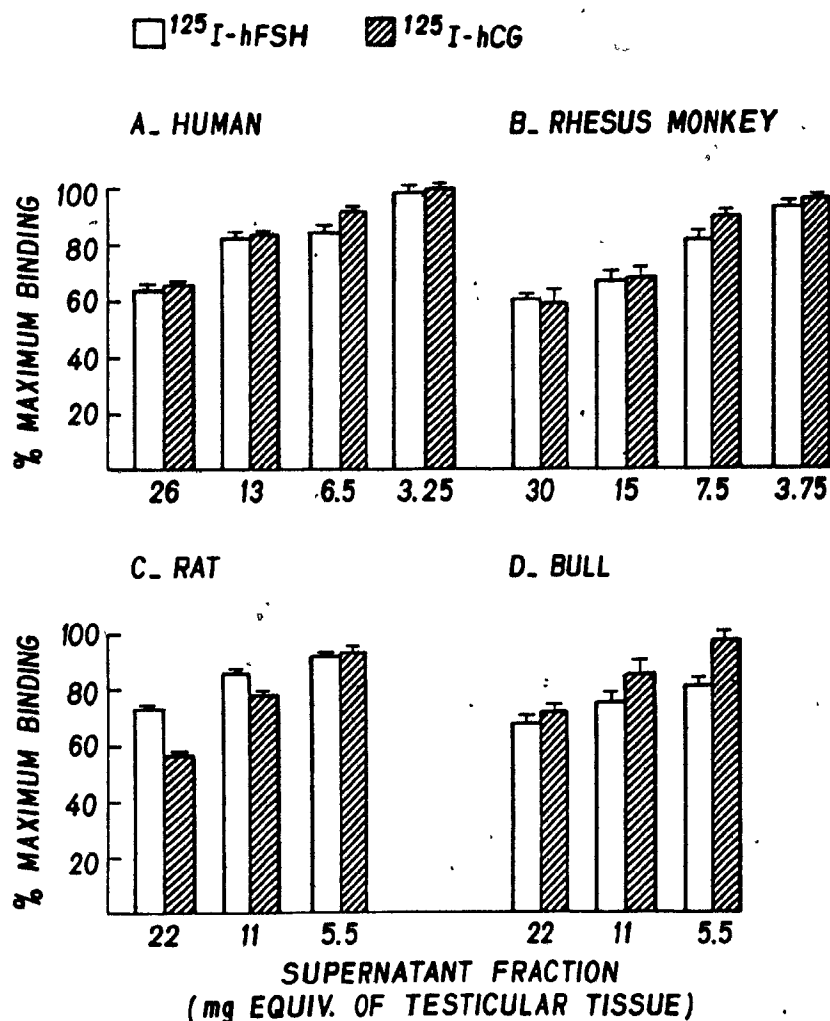 125I-hFSH 125I-hCG
A_ HUMAN
B_ RHESUS MONKEY
% MAXIMUM BINDING
100
80
60
40
20
26 13 6.5 3.25
30 15 7.5 3.75
C_ RAT
D_ BULL
% MAXIMUM BINDING
100
80
60
40
20
22 11 5.5
22 11 5.5
SUPERNATANT FRACTION
(mg EQUIV. OF TESTICULAR TISSUE)